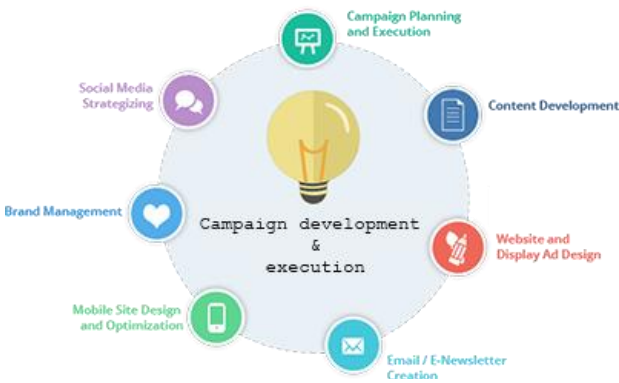 Campaign Planning
and Execution
Social Media
Strategizing
Content Development
Brand Management
Campaign development
&
execution
Website and
Display Ad Design
Mobile Site Design
and Optimization
Email / E-Newsletter
Creation